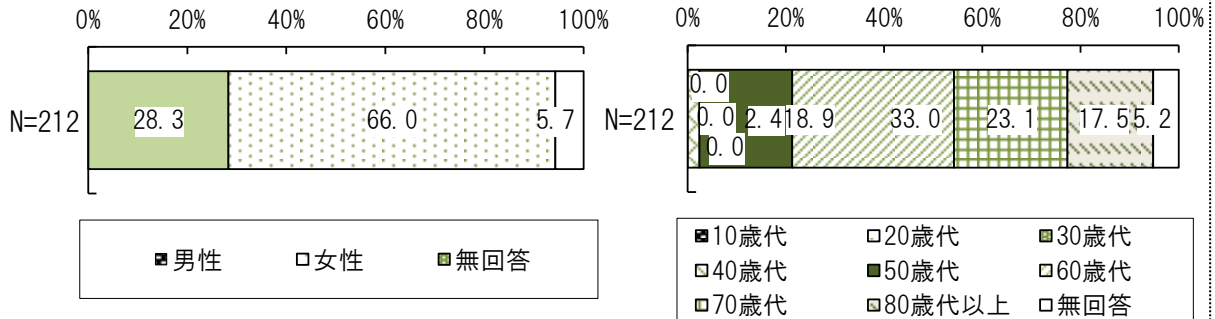 0% 20% 40% 60% 80% 100%
N=212 28.3 66.0 5.7
男性 女性 無回答
0% 20% 40% 60% 80% 100%
0.0
N=212 0.0 2.4 18.9 33.0 23.1 17.5 5.2
0.0
10歳代 20歳代 30歳代
40歳代 50歳代 60歳代
70歳代 80歳代以上 無回答